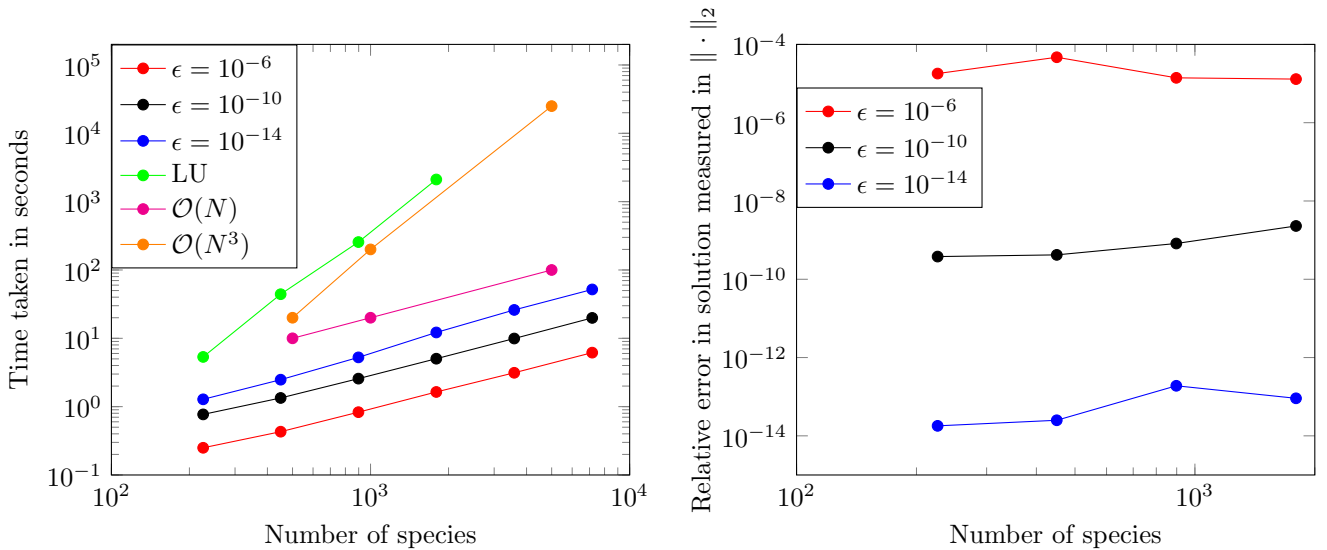 10^5
10^4
10^3
10^2
10^1
10^0
10^{-1}
10^2
10^3
10^4
Time taken in seconds
Number of species
ϵ = 10^{-6}
ϵ = 10^{-10}
ϵ = 10^{-14}
LU
𝒪(N)
𝒪(N^3)
10^{-4}
10^{-6}
10^{-8}
10^{-10}
10^{-12}
10^{-14}
10^2
10^3
Relative error in solution measured in ‖ · ‖_2
Number of species
ϵ = 10^{-6}
ϵ = 10^{-10}
ϵ = 10^{-14}